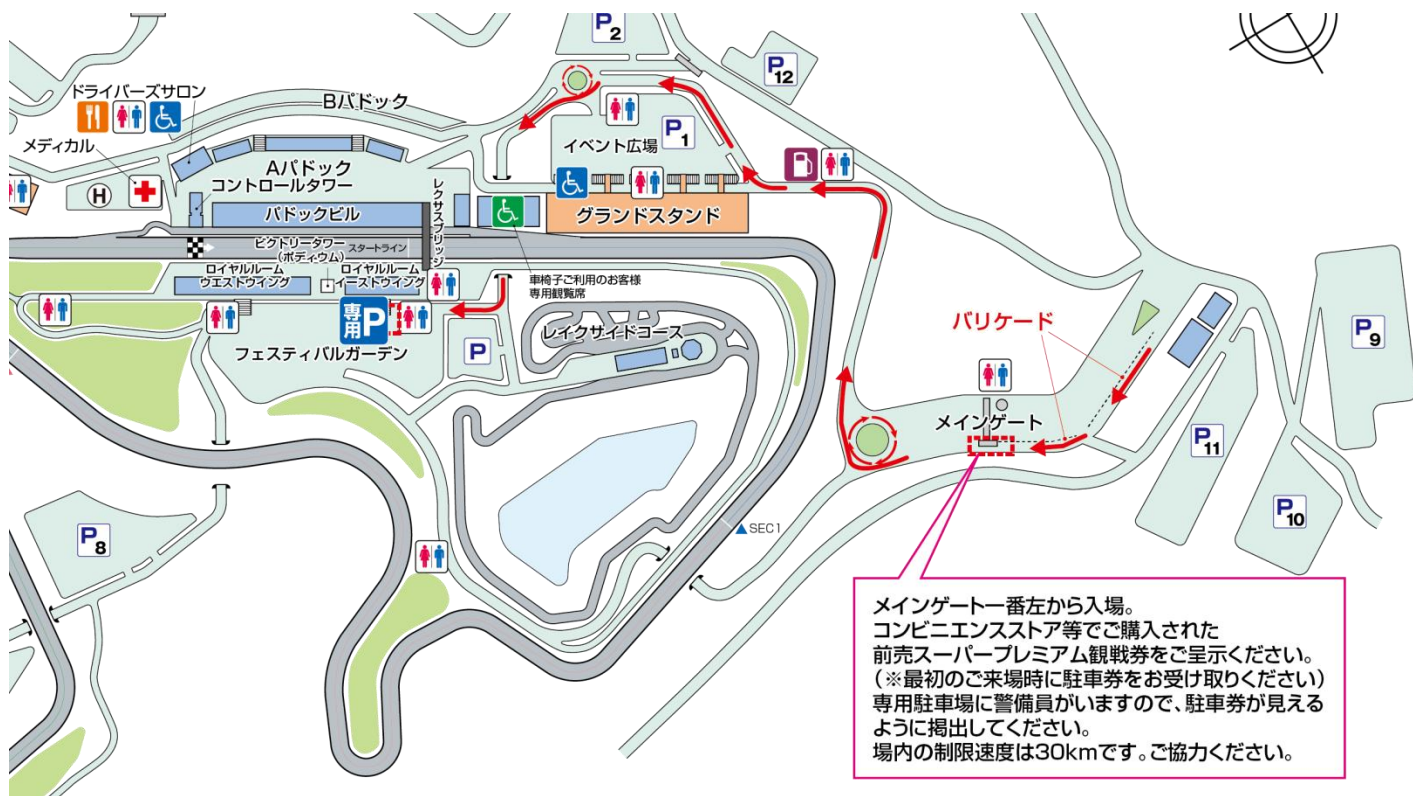 P2
P12
ドライバーズサロン
Bパドック
メディカル
イベント広場
P1
Aパドック
コントロールタワー
H
パドックビル
レクサスブリッジ
グランドスタンド
ビクトリータワー
(ポディウム)
スタートライン
ロイヤルルーム
ウエストウイング
ロイヤルルーム
イーストウイング
車椅子ご利用のお客様
専用観覧席
専用P
フェスティバルガーデン
P
レイクサイドコース
バリケード
P9
メインゲート
P11
P10
P8
▲SEC1
メインゲート一番左から入場。
コンビニエンスストア等でご購入された
前売スーパープレミアム観戦券をご呈示ください。
(※最初のご来場時に駐車券をお受け取りください)
専用駐車場に警備員がいますので、駐車券が見える
ように掲出してください。
場内の制限速度は30kmです。ご協力ください。